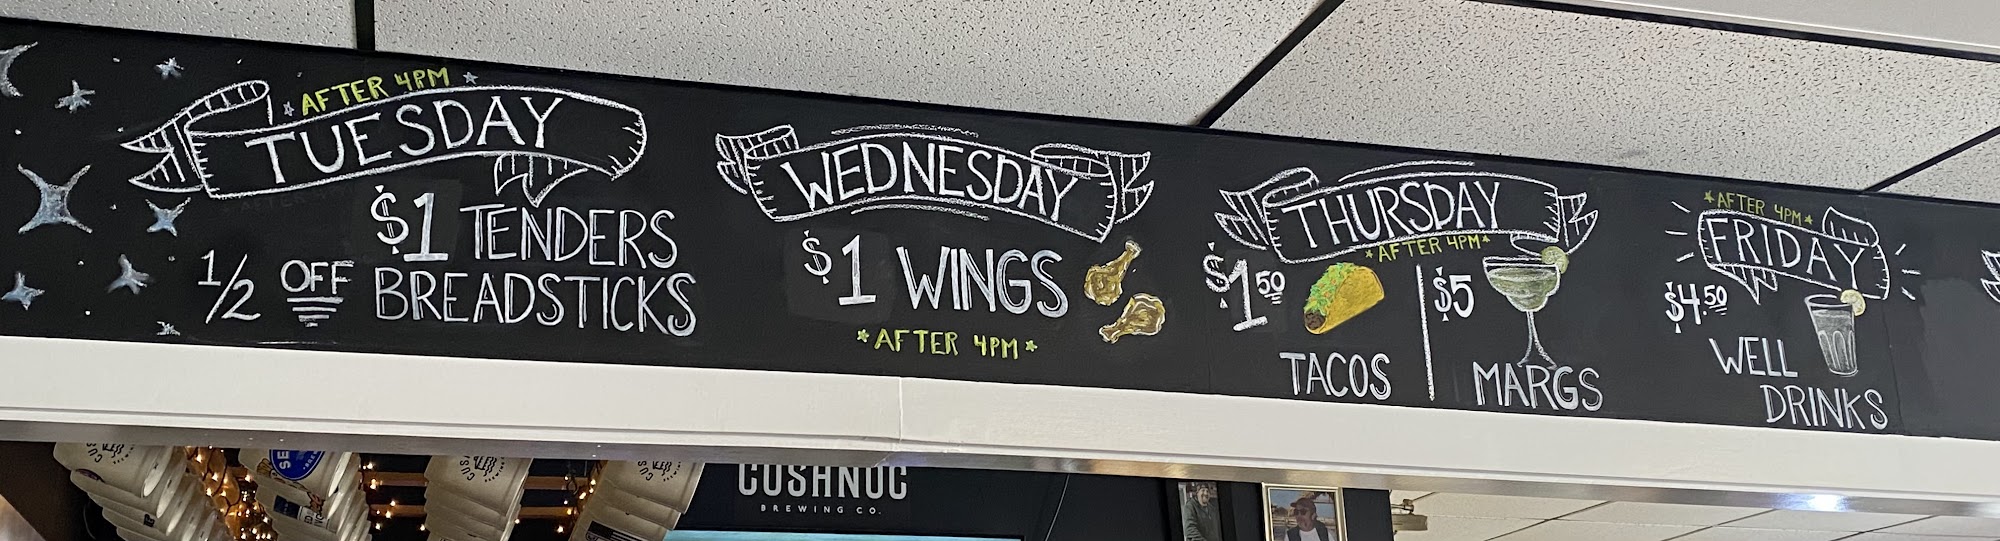 AFTER 4PM
TUESDAY
$1 TENDERS
1/2 OFF BREADSTICKS
WEDNESDAY
$1 WINGS
*AFTER 4PM*
THURSDAY
*AFTER 4PM*
$1.50
TACOS
$5
MARGS
*AFTER 4PM*
FRIDAY
$4.50
WELL
DRINKS
CUSHNOC
BREWING CO.